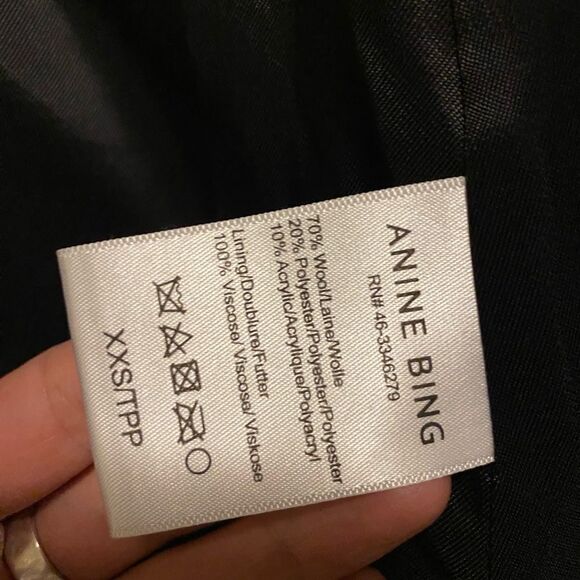 ANINE BING
RN# 46-3346279
70% Wool/Laine/Wolle
20% Polyester/Polyester/Polyester
10% Acrylic/Acrylique/Polyacryl
Lining/Doublure/Futter
100% Viscose/ Viscose/ Viskose
XXS/TPP